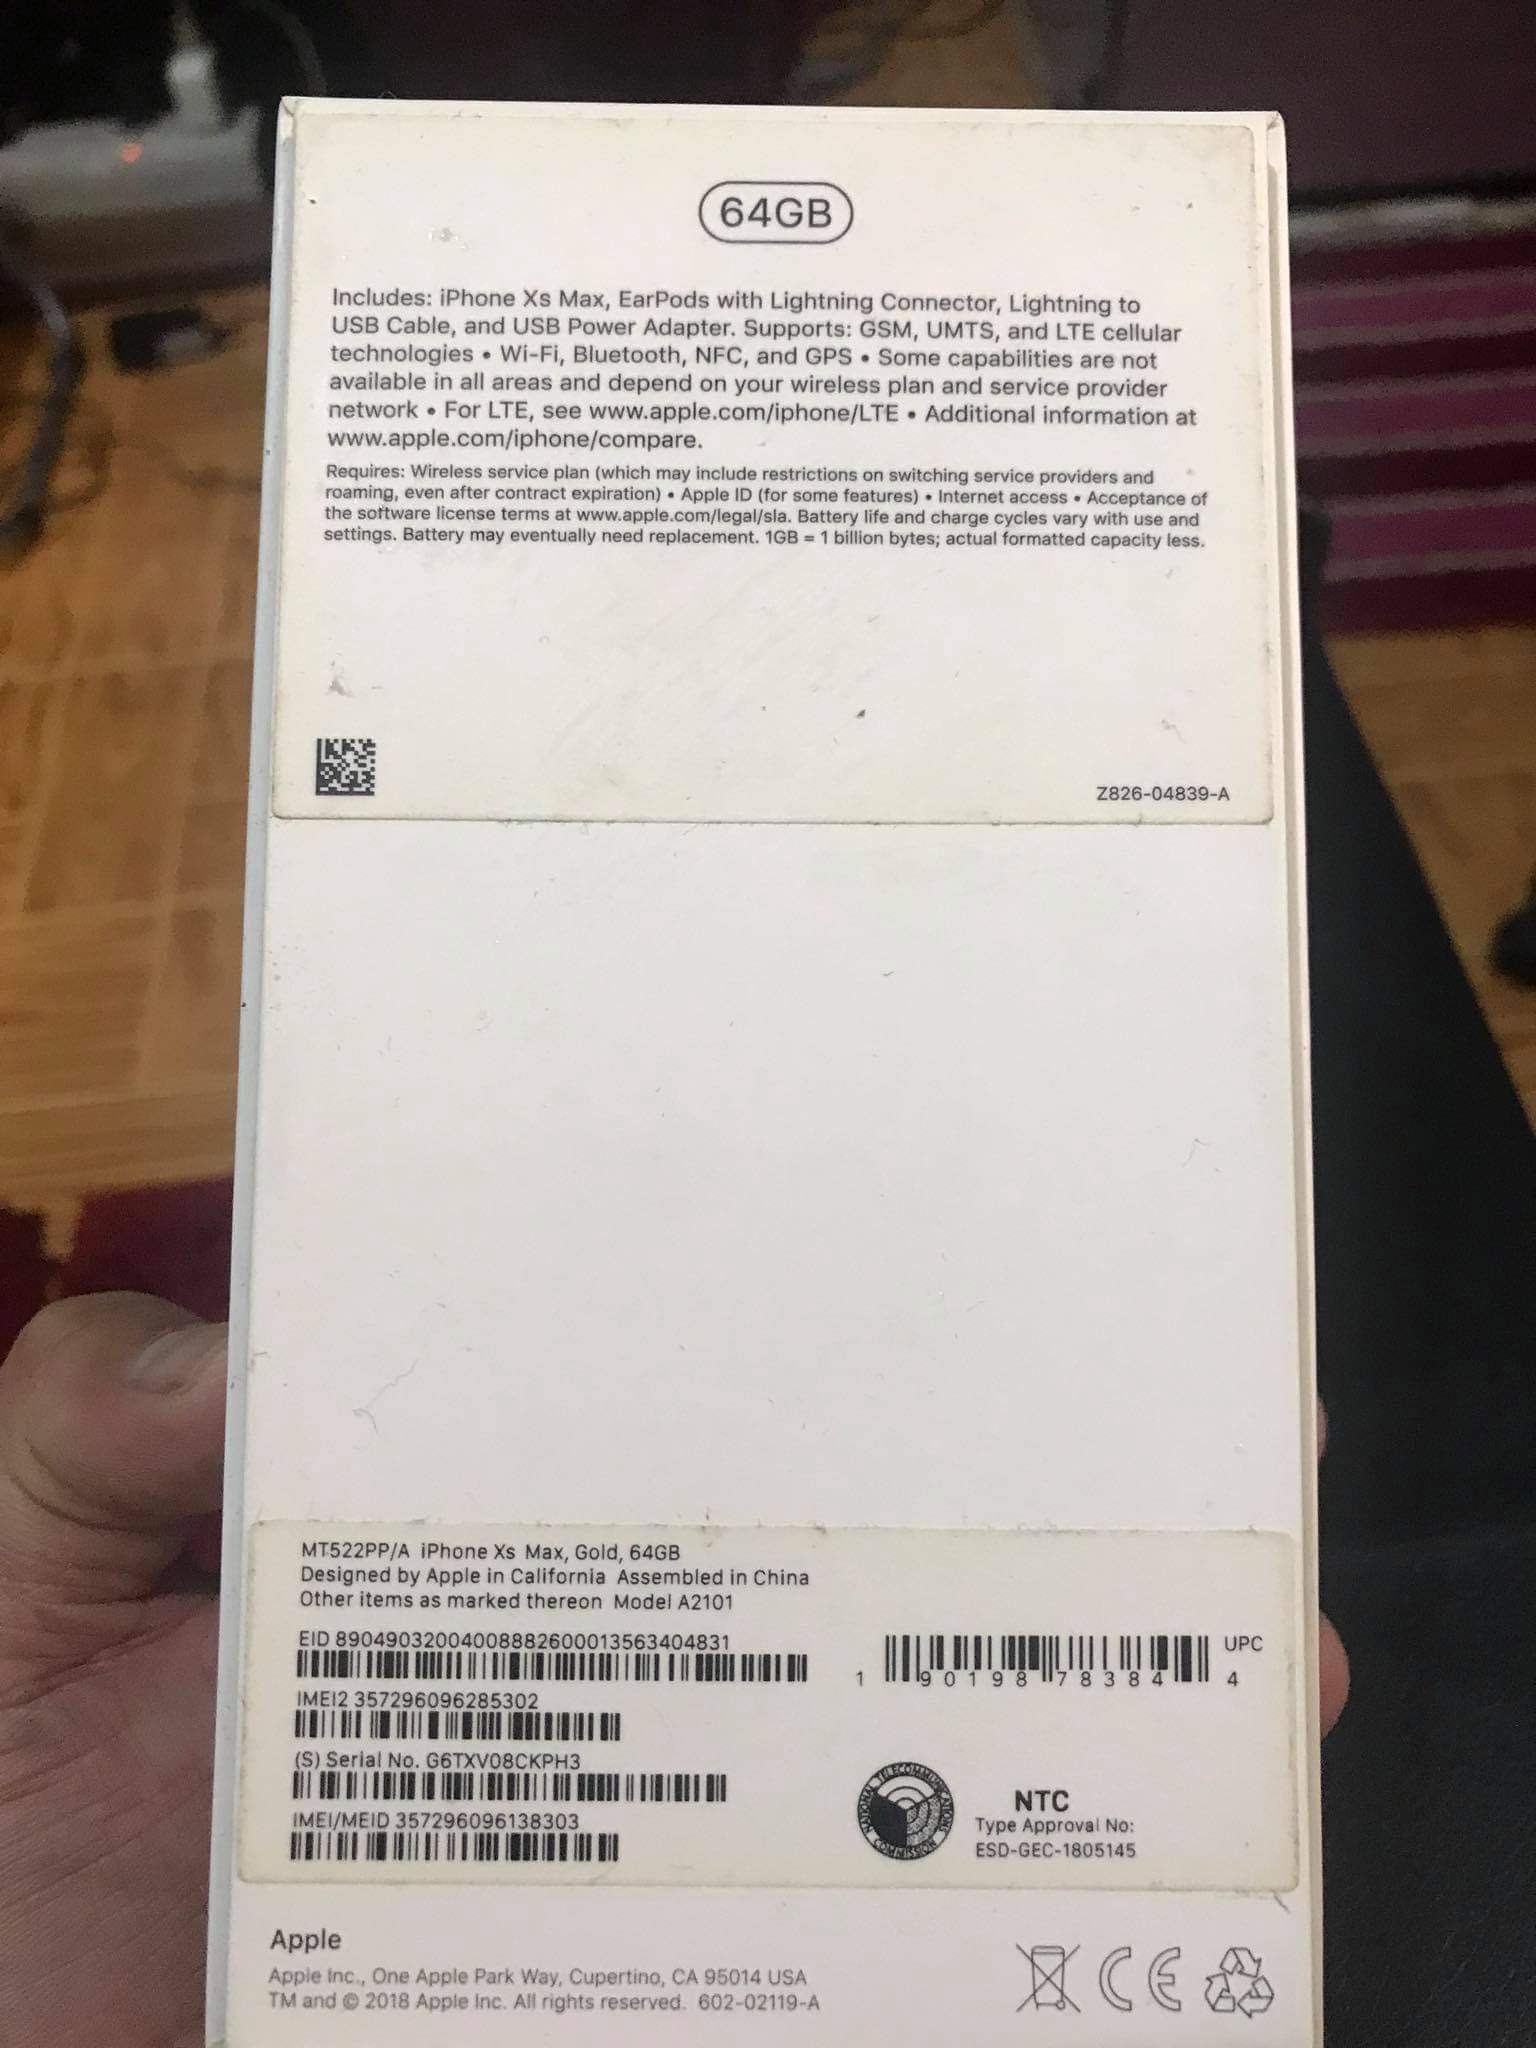 64GB
Includes: iPhone Xs Max, EarPods with Lightning Connector, Lightning to
USB Cable, and USB Power Adapter. Supports: GSM, UMTS, and LTE cellular
technologies • Wi-Fi, Bluetooth, NFC, and GPS • Some capabilities are not
available in all areas and depend on your wireless plan and service provider
network • For LTE, see www.apple.com/iphone/LTE • Additional information at
www.apple.com/iphone/compare.
Requires: Wireless service plan (which may include restrictions on switching service providers and
roaming, even after contract expiration) • Apple ID (for some features) • Internet access • Acceptance of
the software license terms at www.apple.com/legal/sla. Battery life and charge cycles vary with use and
settings. Battery may eventually need replacement. 1GB = 1 billion bytes; actual formatted capacity less.
Z826-04839-A
MT522PP/A iPhone Xs Max, Gold, 64GB
Designed by Apple in California Assembled in China
Other items as marked thereon Model A2101
EID 89049032004008882600013563404831
IMEI2 357296096285302
(S) Serial No. G6TXV08CKPH3
IMEI/MEID 357296096138303
UPC
1 90198 78384 4
NATIONAL TELECOMMUNICATIONS COMMISSION
NTC
Type Approval No:
ESD-GEC-1805145
Apple
Apple Inc., One Apple Park Way, Cupertino, CA 95014 USA
TM and © 2018 Apple Inc. All rights reserved. 602-02119-A
CE